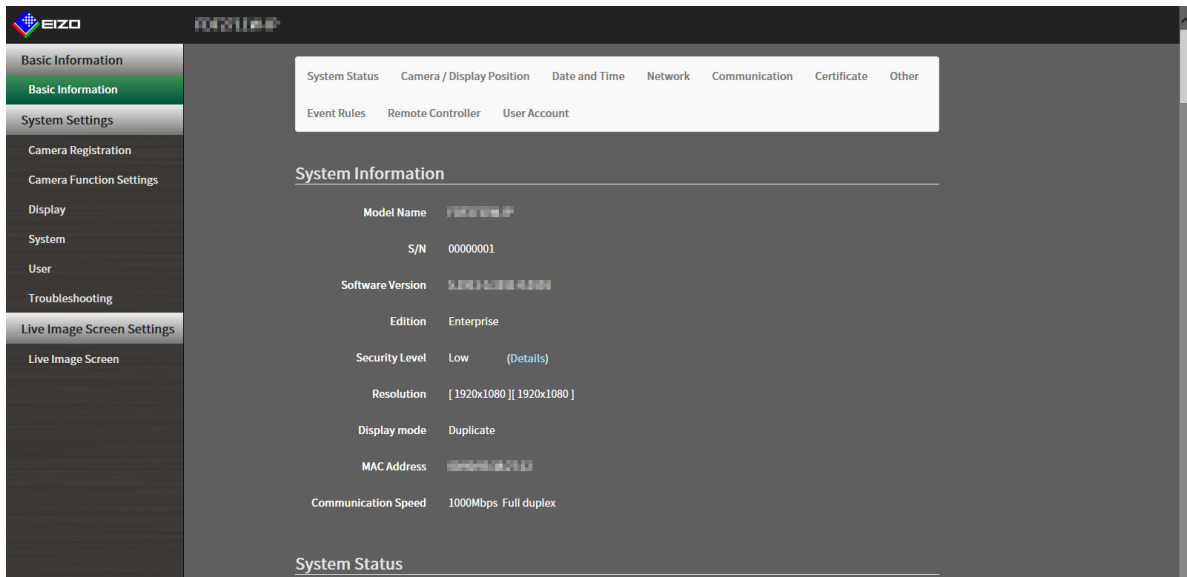 EIZO
Basic Information
Basic Information
System Settings
Camera Registration
Camera Function Settings
Display
System
User
Troubleshooting
Live Image Screen Settings
Live Image Screen
System Status Camera / Display Position Date and Time Network Communication Certificate Other
Event Rules Remote Controller User Account
System Information
Model Name
S/N 00000001
Software Version
Edition Enterprise
Security Level Low (Details)
Resolution [ 1920x1080 ][ 1920x1080 ]
Display mode Duplicate
MAC Address
Communication Speed 1000Mbps Full duplex
System Status